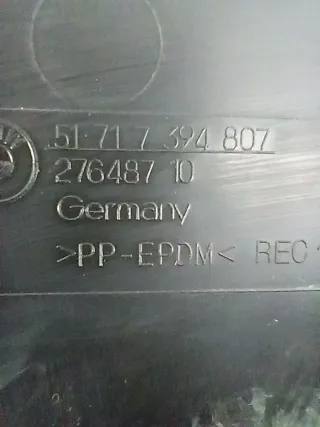 51·71 7 394 807
276487 10
Germany
>PP-EPDM< REC